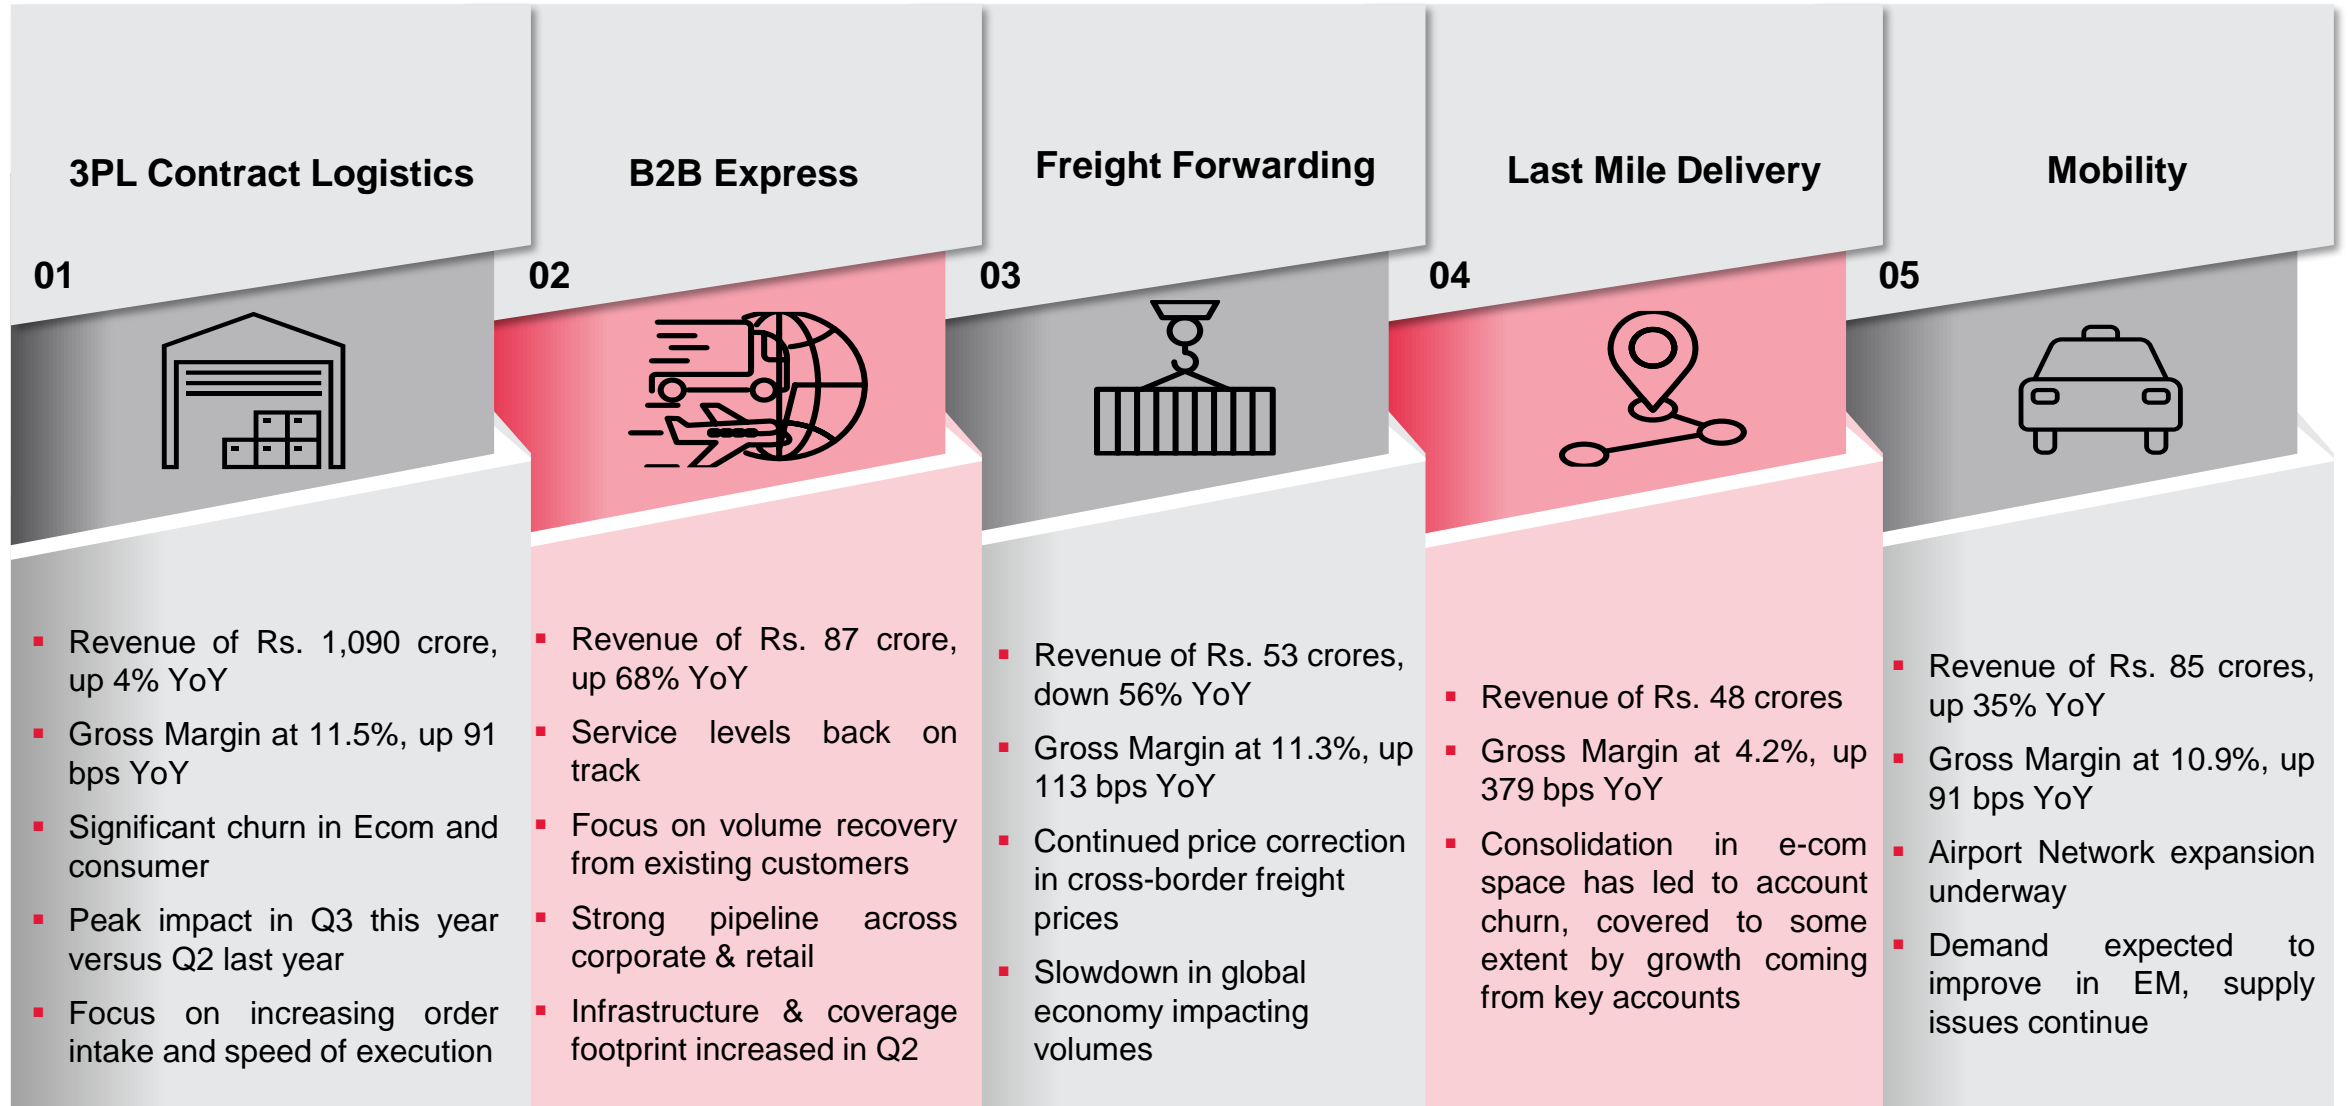 3PL Contract Logistics
01
▪ Revenue of Rs. 1,090 crore,
up 4% YoY
▪ Gross Margin at 11.5%, up 91
bps YoY
▪ Significant churn in Ecom and
consumer
▪ Peak impact in Q3 this year
versus Q2 last year
▪ Focus on increasing order
intake and speed of execution
B2B Express
02
▪ Revenue of Rs. 87 crore,
up 68% YoY
▪ Service levels back on
track
▪ Focus on volume recovery
from existing customers
▪ Strong pipeline across
corporate & retail
▪ Infrastructure & coverage
footprint increased in Q2
Freight Forwarding
03
▪ Revenue of Rs. 53 crores,
down 56% YoY
▪ Gross Margin at 11.3%, up
113 bps YoY
▪ Continued price correction
in cross-border freight
prices
▪ Slowdown in global
economy impacting
volumes
Last Mile Delivery
04
▪ Revenue of Rs. 48 crores
▪ Gross Margin at 4.2%, up
379 bps YoY
▪ Consolidation in e-com
space has led to account
churn, covered to some
extent by growth coming
from key accounts
Mobility
05
▪ Revenue of Rs. 85 crores,
up 35% YoY
▪ Gross Margin at 10.9%, up
91 bps YoY
▪ Airport Network expansion
underway
▪ Demand expected to
improve in EM, supply
issues continue